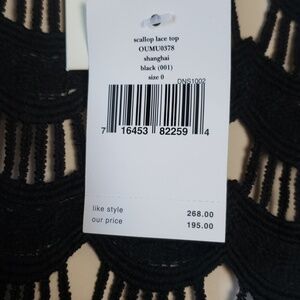 scallop lace top
OUMU0378
shanghai
black (001)
size 0
DNS1002
7 16453 82259 4
like style 268.00
our price 195.00